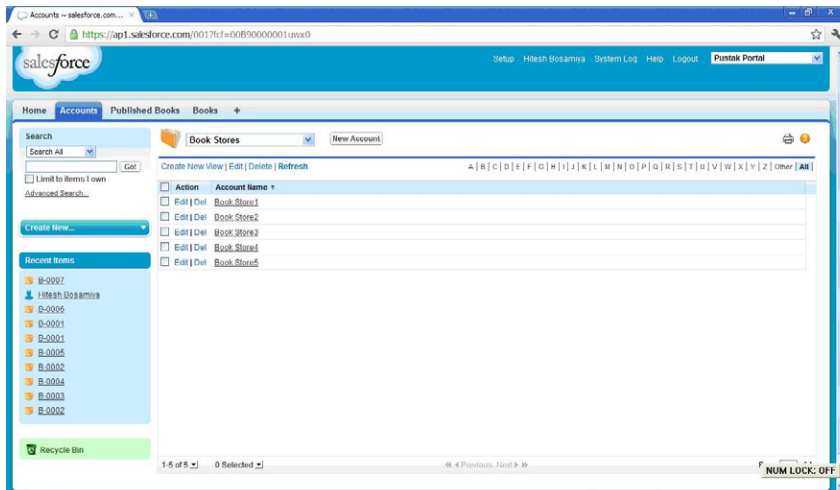 Accounts ~ salesforce.com...
https://ap1.salesforce.com/001?fcf=00B90000001uwx0
salesforce
Setup Hitesh Bosamiya System Log Help Logout Pustak Portal
Home Accounts Published Books Books +
Search
Search All
Go!
Limit to items I own
Advanced Search...
Create New...
Recent Items
B-0007
Hitesh Bosamiya
B-0006
0-0001
B-0005
B-0002
B-0004
B-0003
B-0002
Recycle Bin
Book Stores New Account
Create New View | Edit | Delete | Refresh
A | B | C | D | E | F | G | H | I | J | K | L | M | N | O | P | Q | R | S | T | U | V | W | X | Y | Z | Other | All
Action Account Name ↑
Edit | Del Book Store1
Edit | Del Book Store2
Edit | Del Book Store3
Edit | Del Book Store4
Edit | Del Book Store5
1-5 of 5 0 Selected
Previous Next
NUM LOCK: OFF